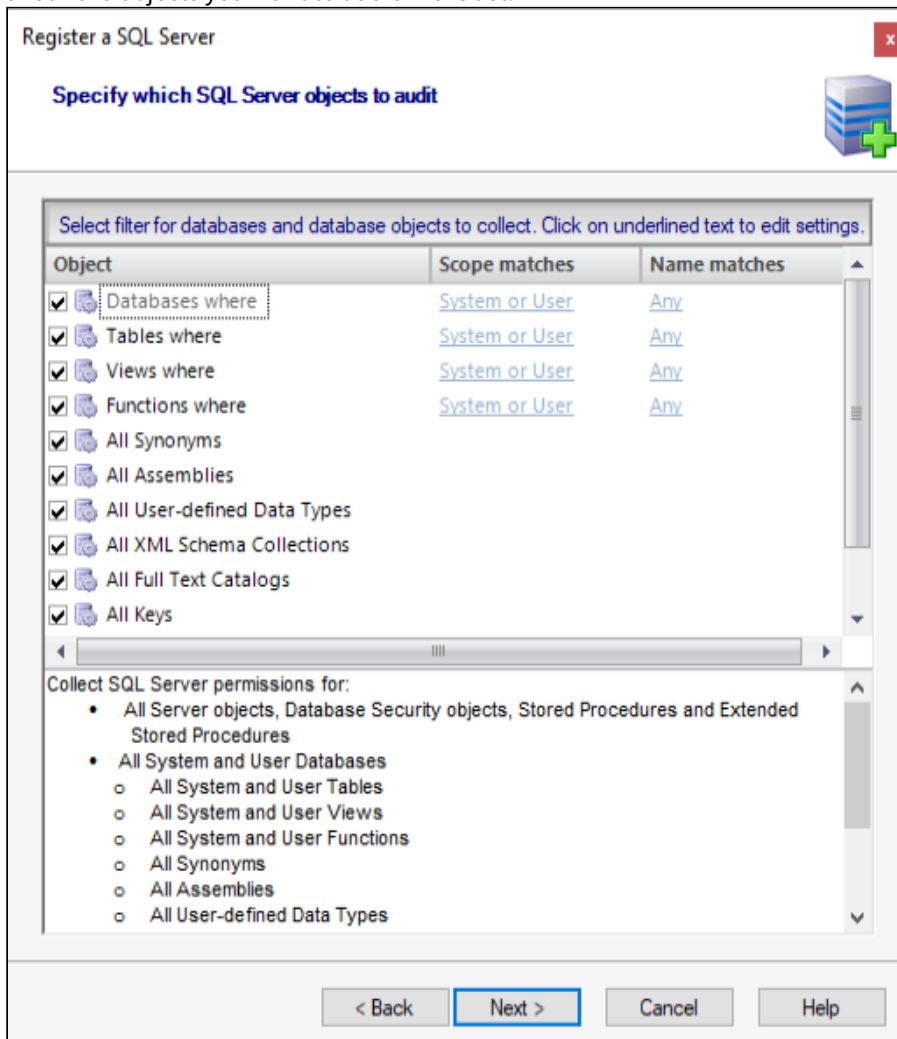 Register a SQL Server
x
Specify which SQL Server objects to audit
Select filter for databases and database objects to collect. Click on underlined text to edit settings.
Object Scope matches Name matches
Databases where System or User Any
Tables where System or User Any
Views where System or User Any
Functions where System or User Any
All Synonyms
All Assemblies
All User-defined Data Types
All XML Schema Collections
All Full Text Catalogs
All Keys
Collect SQL Server permissions for:
• All Server objects, Database Security objects, Stored Procedures and Extended
Stored Procedures
• All System and User Databases
o All System and User Tables
o All System and User Views
o All System and User Functions
o All Synonyms
o All Assemblies
o All User-defined Data Types
< Back Next > Cancel Help